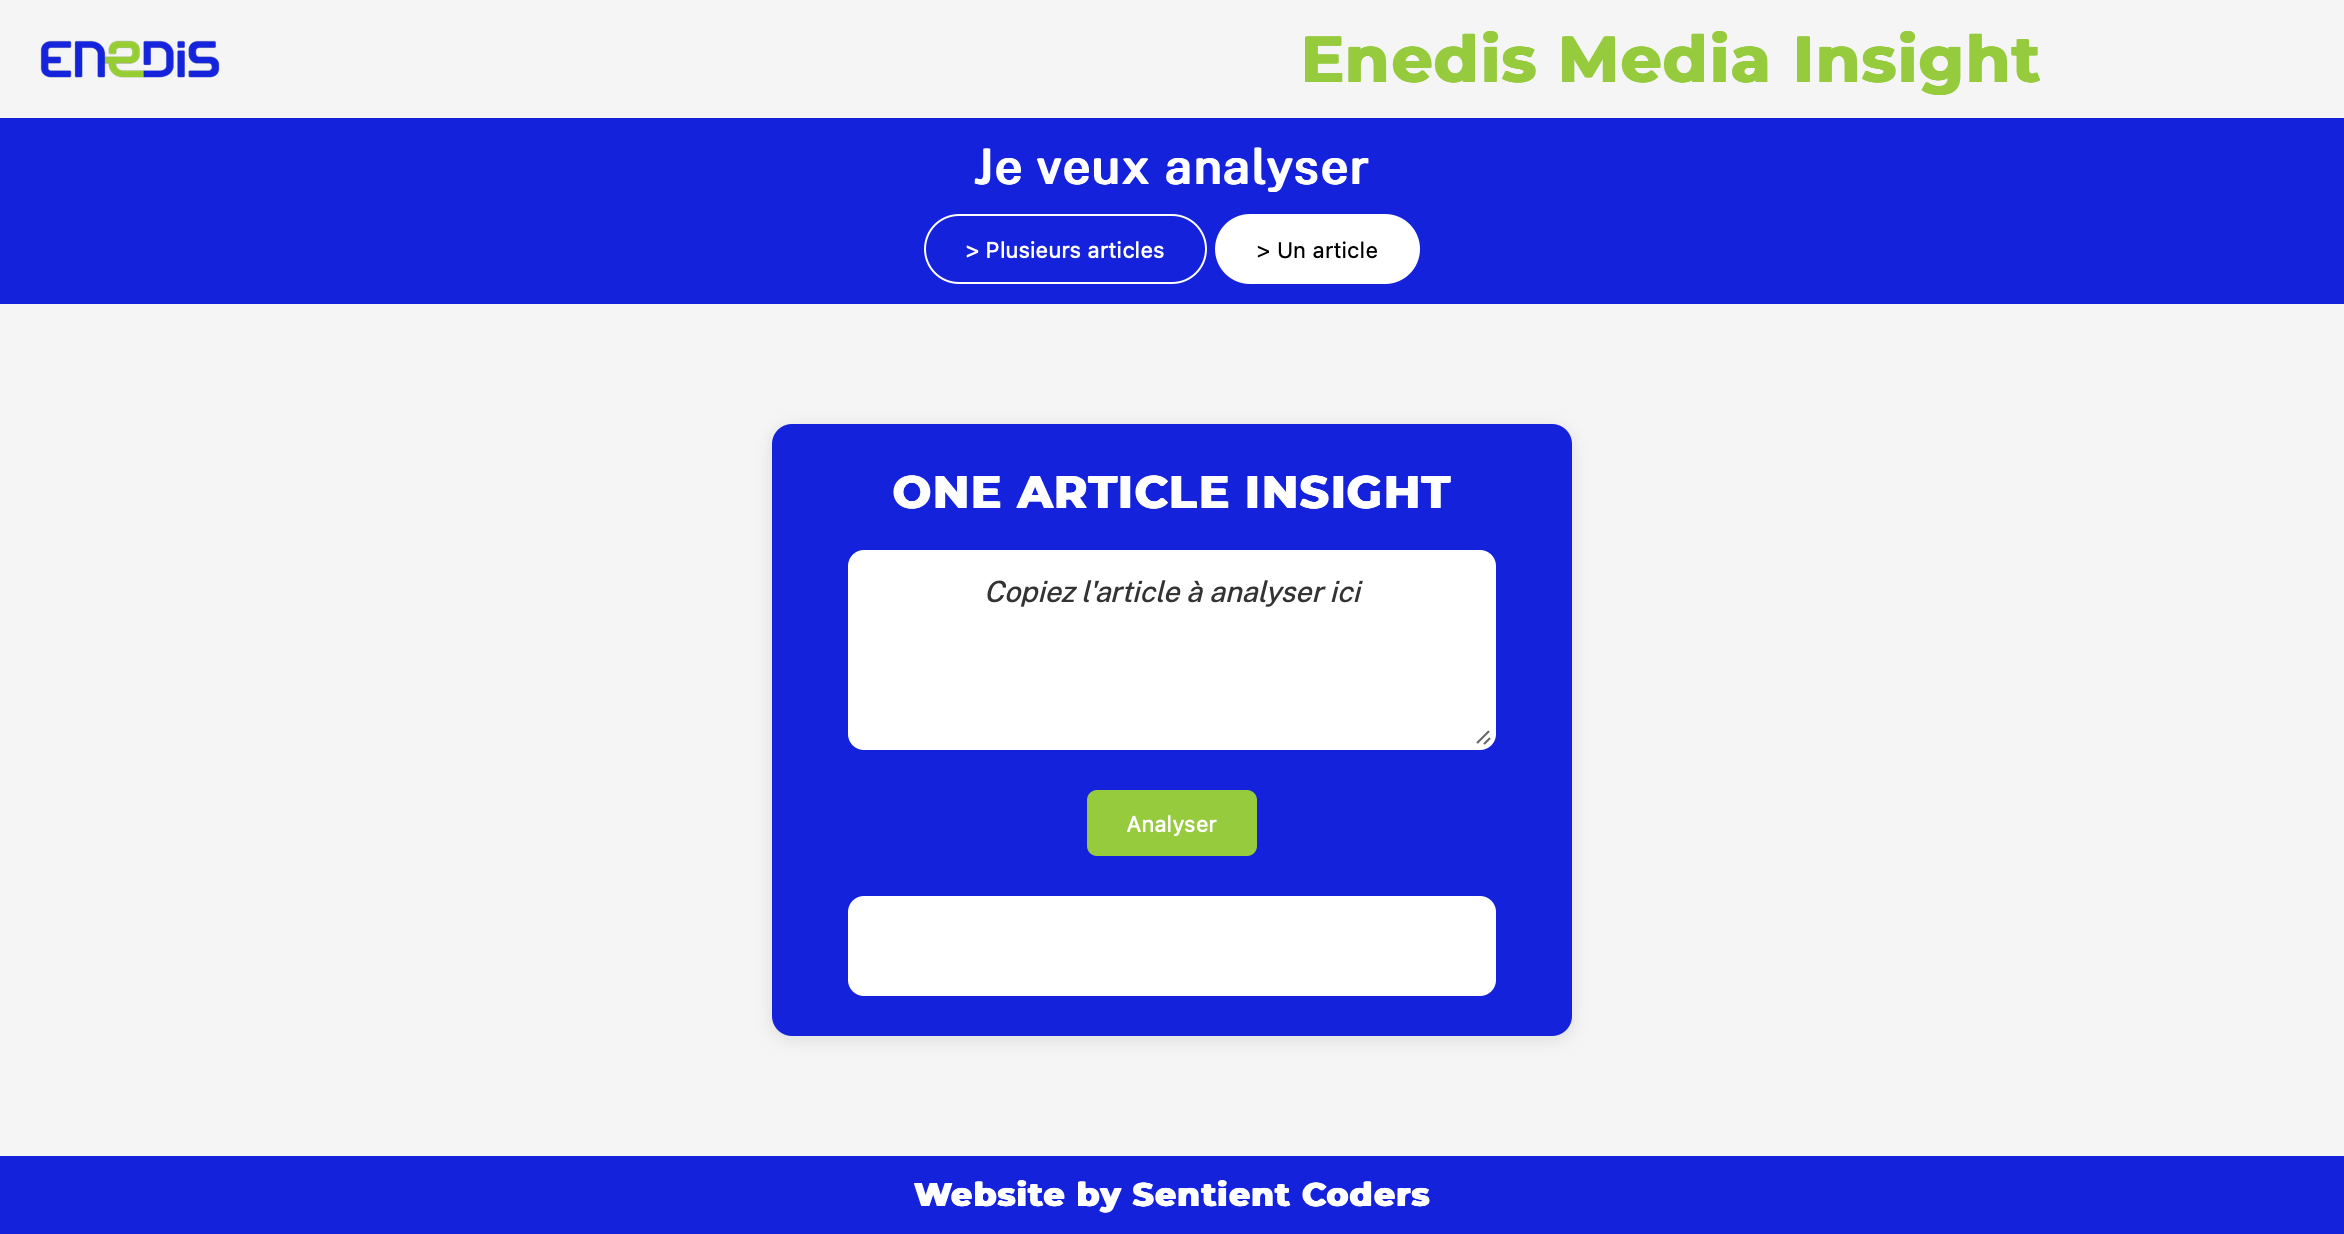 enedis
Enedis Media Insight
Je veux analyser
> Plusieurs articles
> Un article
ONE ARTICLE INSIGHT
Copiez l'article à analyser ici
Analyser
Website by Sentient Coders